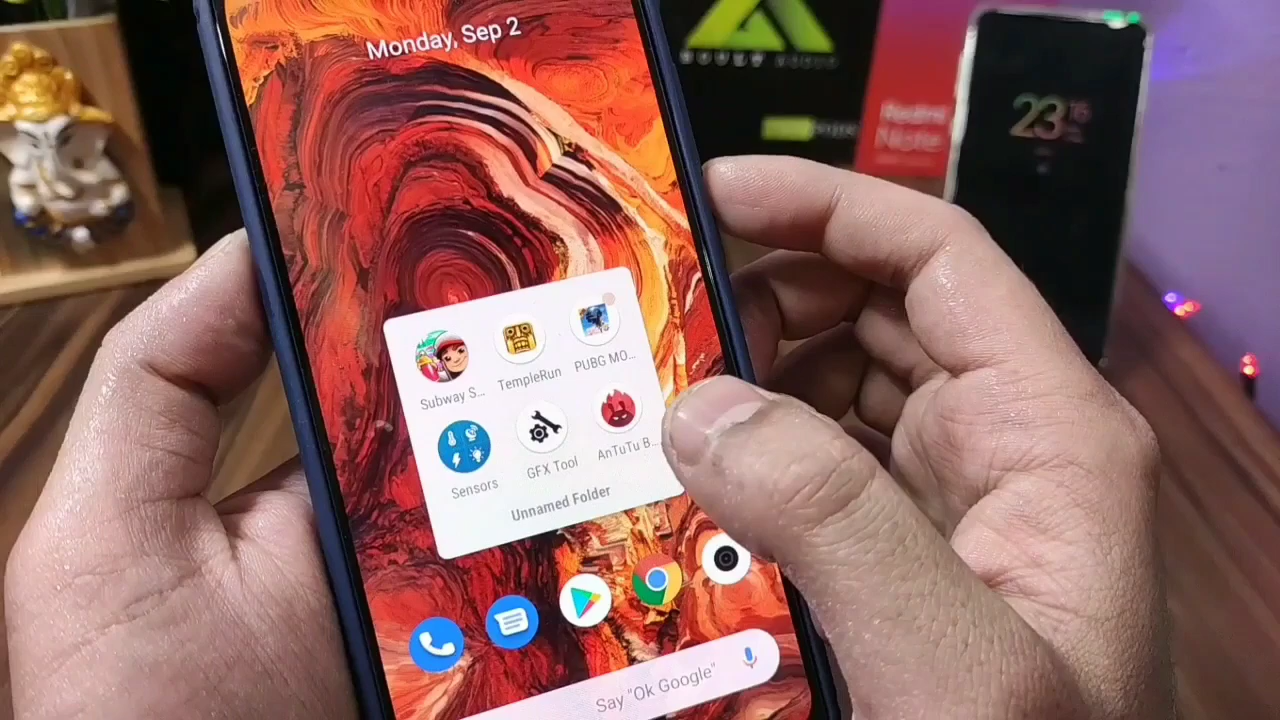 Monday, Sep 2
Subway S...
TempleRun
PUBG MO...
Sensors
GFX Tool
AnTuTu B...
Unnamed Folder
Say "Ok Google"
Redmi
Note
23